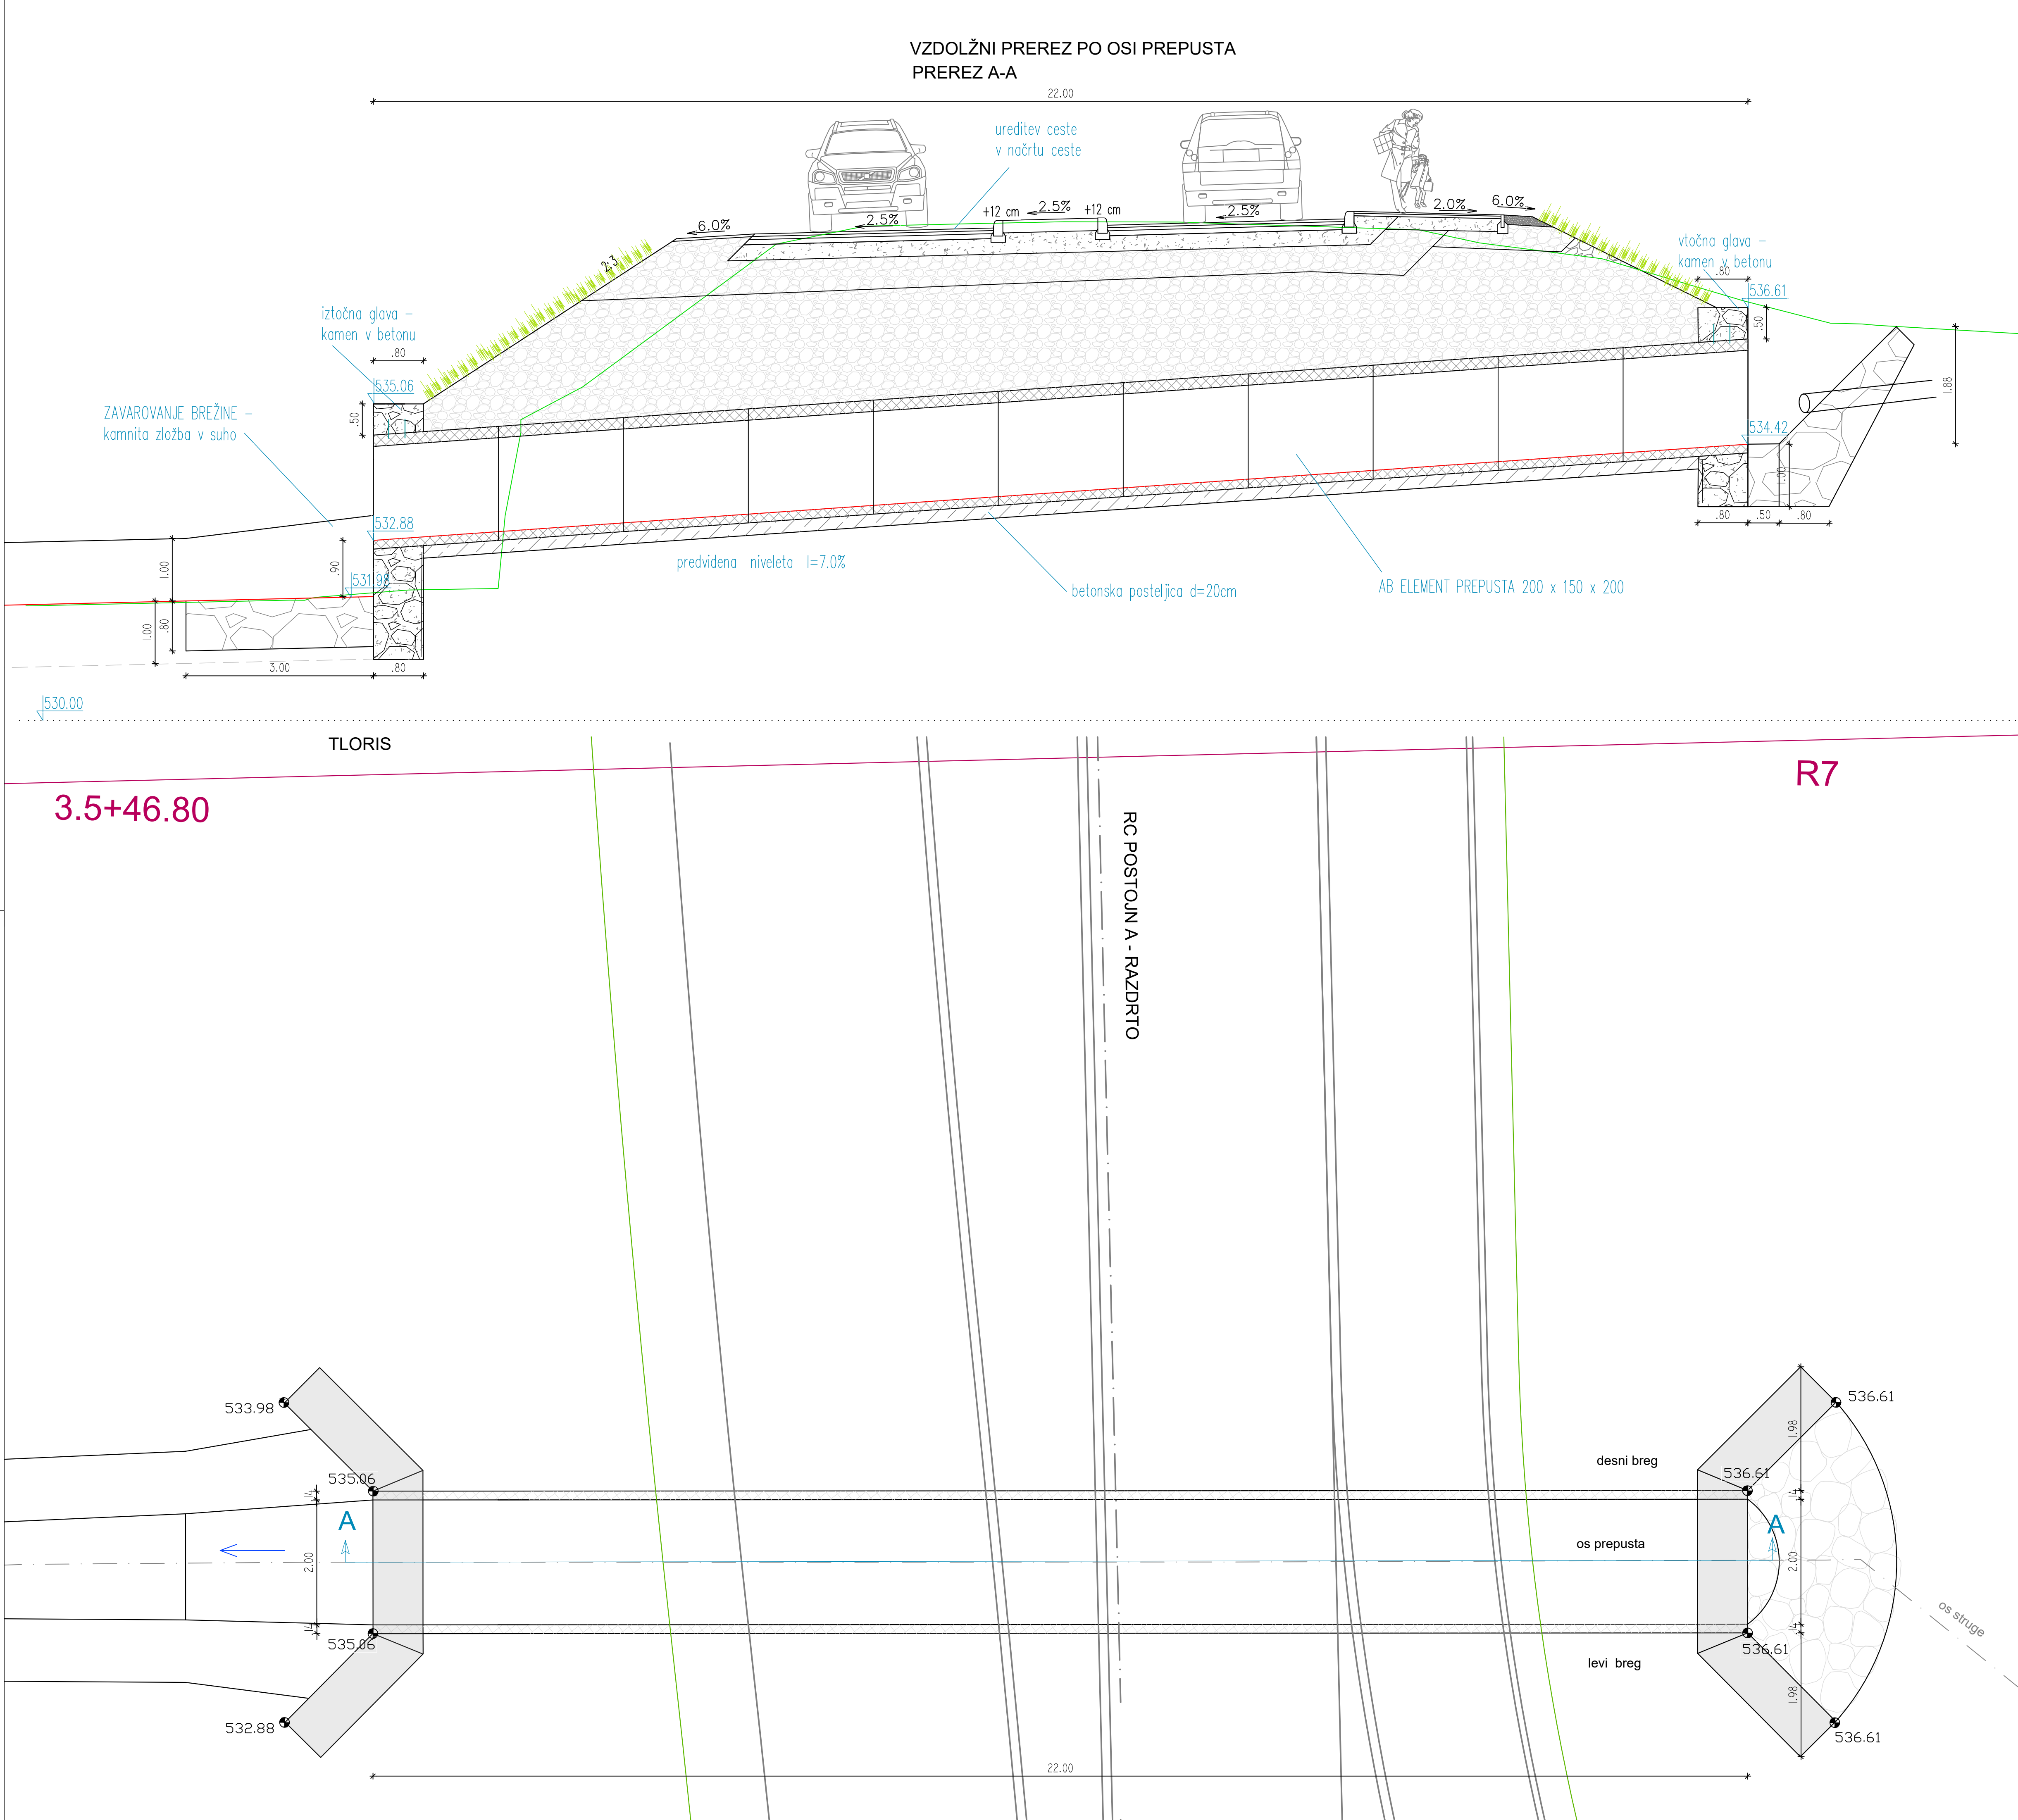 VZDOLŽNI PREREZ PO OSI PREPUSTA
PREREZ A-A
22.00
ureditev ceste
v načrtu ceste
6.0%
2.5%
+12 cm
2.5%
+12 cm
2.5%
2.0%
6.0%
2:3
vtočna glava -
kamen v betonu
.80
536.61
.50
iztočna glava -
kamen v betonu
.80
535.06
.50
1.88
ZAVAROVANJE BREŽINE -
kamnita zložba v suho
534.42
1.00
.80
.50
.80
532.88
.90
1.00
531.98
predvidena niveleta I=7.0%
betonska posteljica d=20cm
AB ELEMENT PREPUSTA 200 x 150 x 200
1.00
.80
3.00
.80
530.00
TLORIS
3.5+46.80
R7
RC POSTOJN A - RAZDRTO
533.98
536.61
1.98
desni breg
535.06
536.61
.14
.14
A
A
os prepusta
2.00
2.00
os struge
.14
.14
535.06
536.61
levi breg
1.98
532.88
536.61
22.00